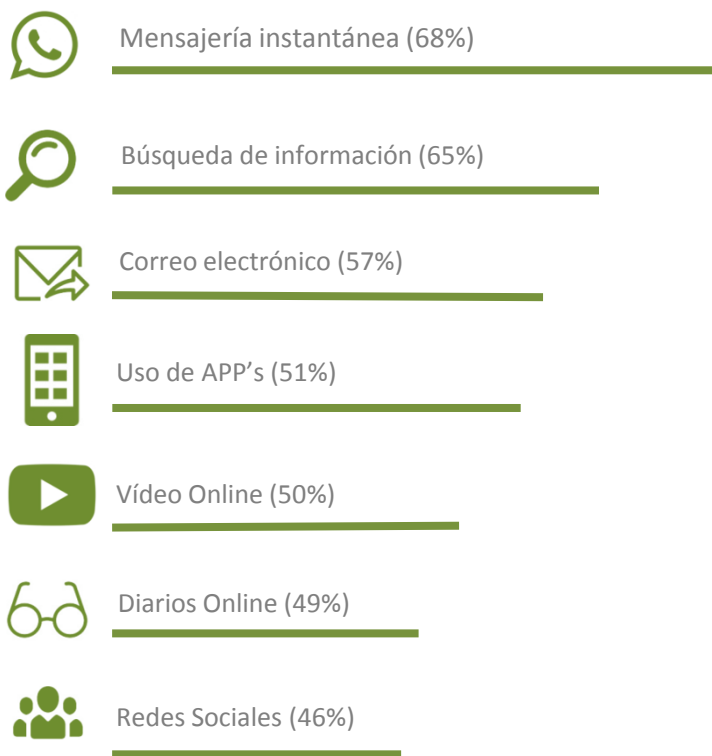 Mensajería instantánea (68%)
Búsqueda de información (65%)
Correo electrónico (57%)
Uso de APP’s (51%)
Vídeo Online (50%)
Diarios Online (49%)
Redes Sociales (46%)